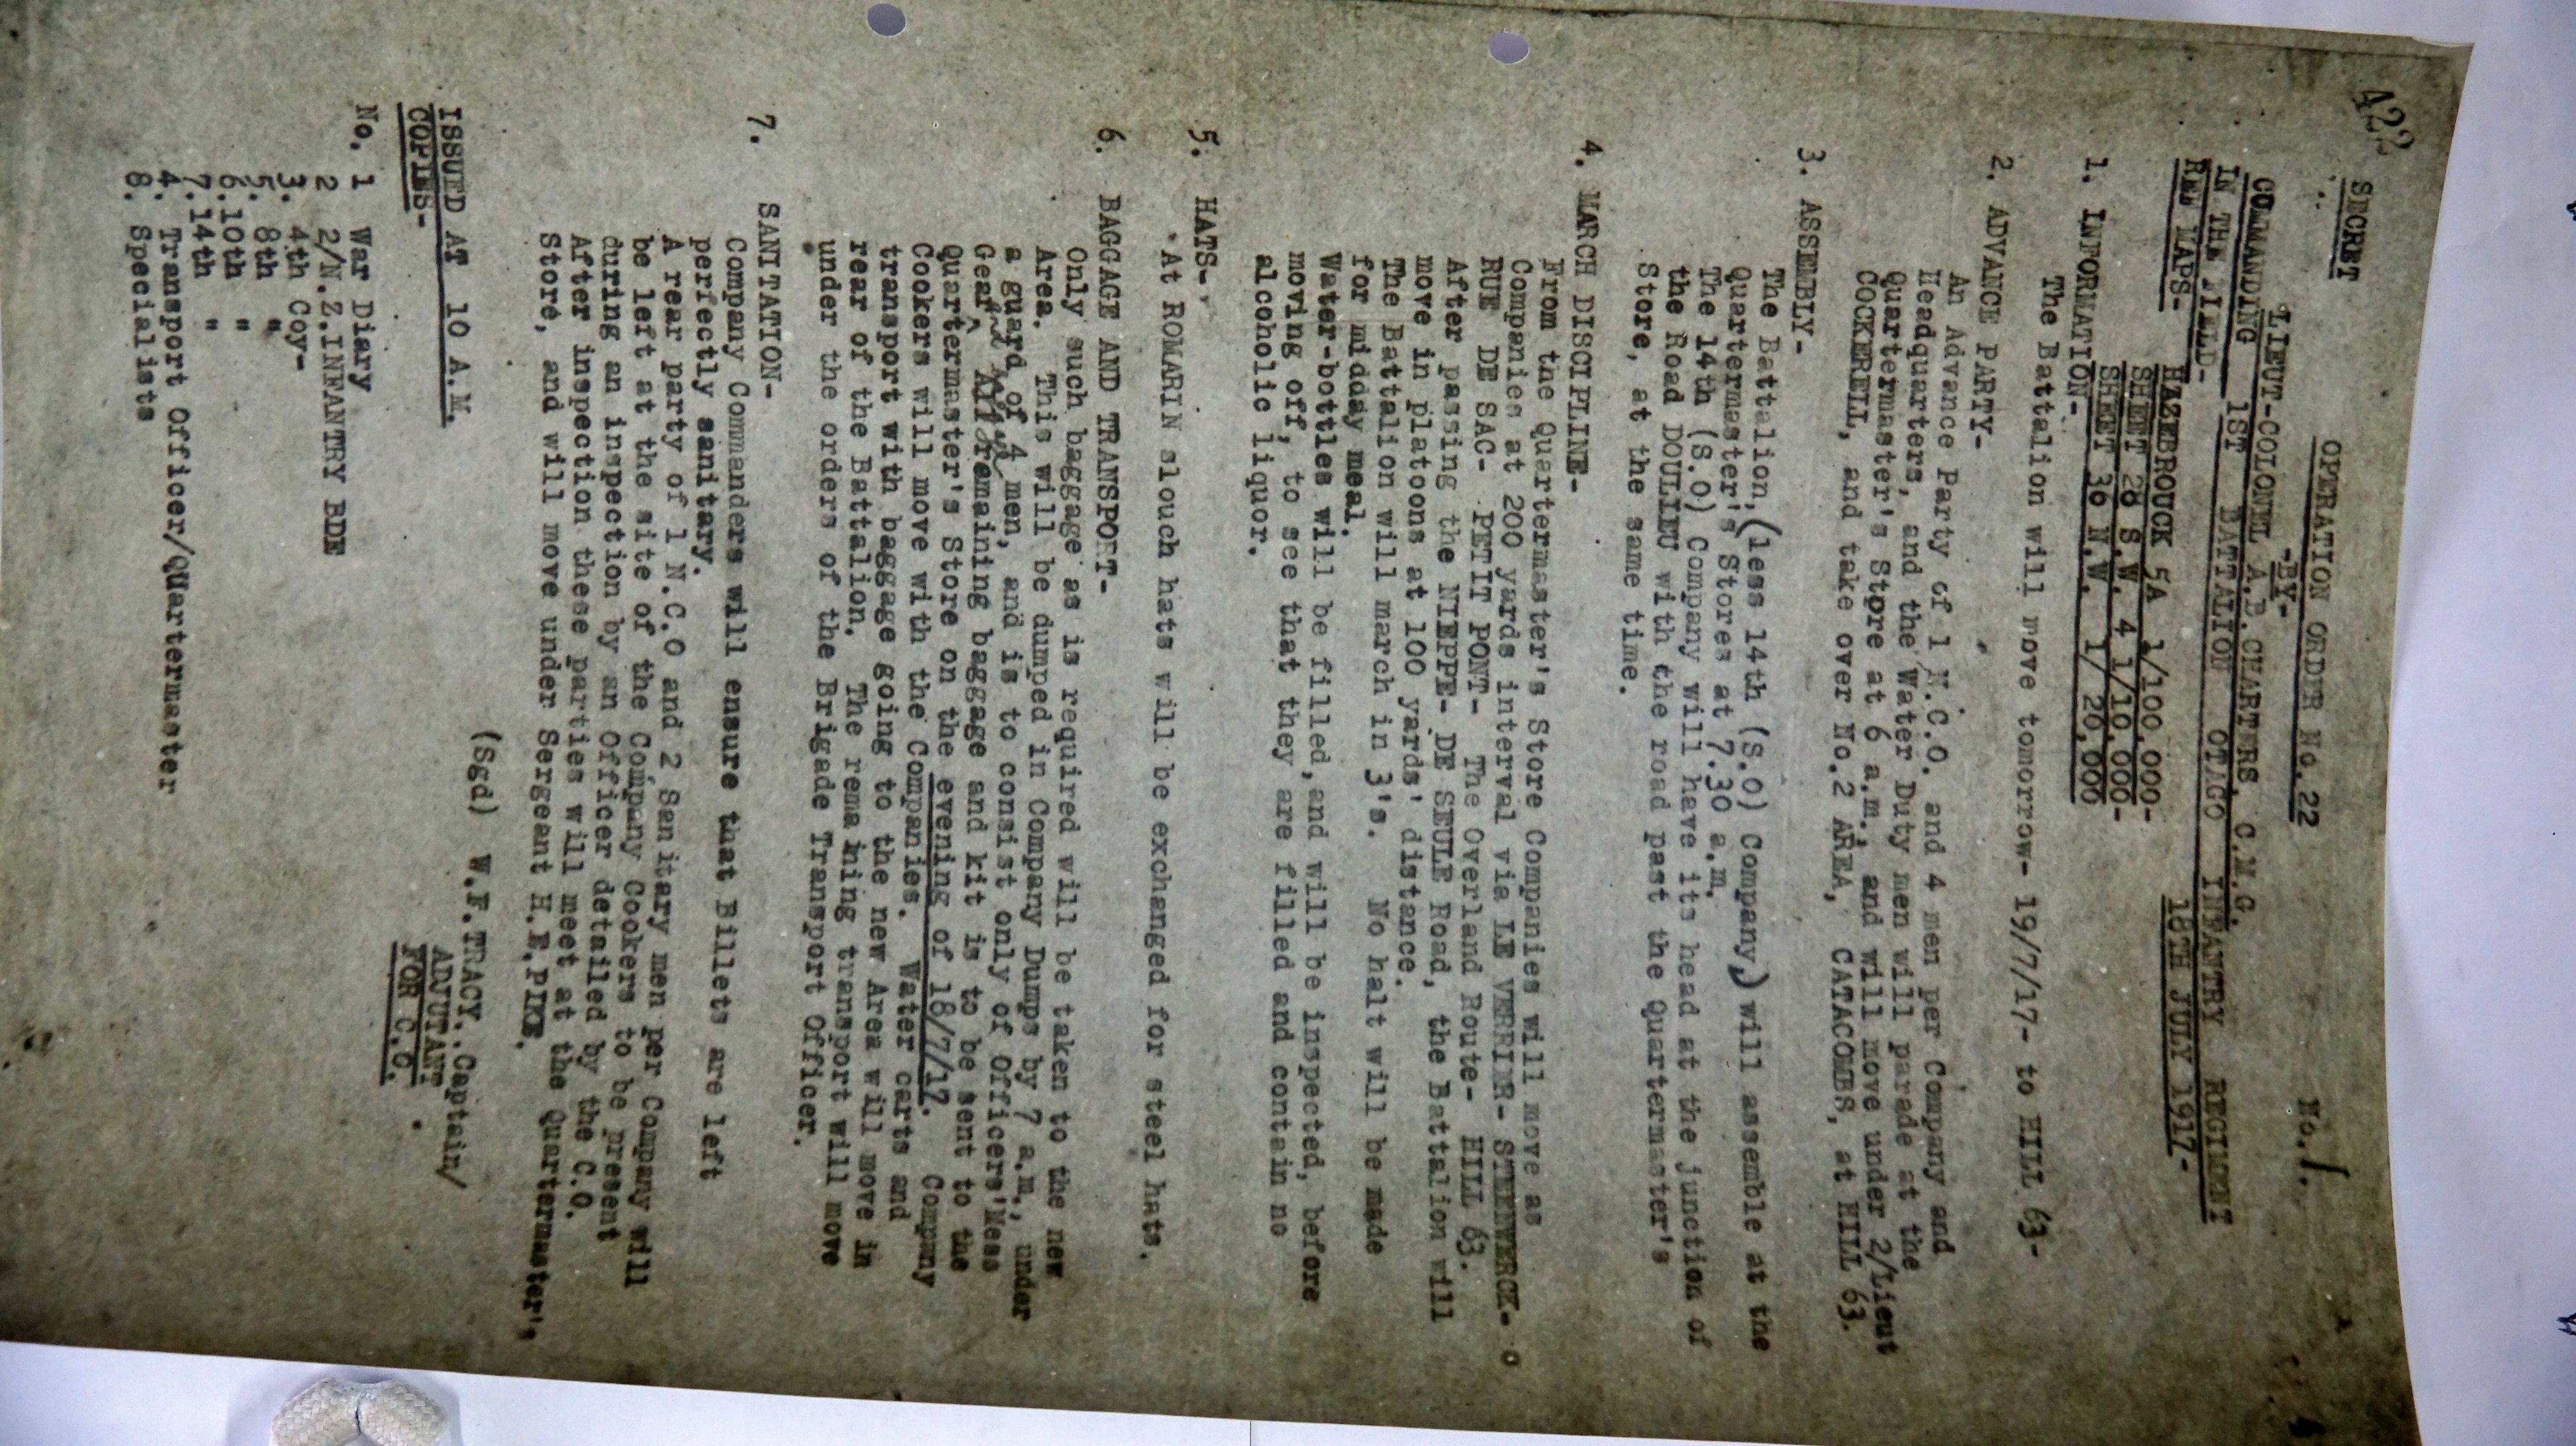 422
SECRET
OPERATION ORDER No.22
No. 1.
-BY-
LIEUT-COLONEL A.B.CHARTERS, C.M.G.
COMMANDING 1ST BATTALION OTAGO INFANTRY REGIMENT
IN THE FIELD-
18TH JULY 1917-
REF MAPS- HAZEBROUCK 5A 1/100,000-
SHEET 28 S.W. 4 1/10,000-
SHEET 36 N.W. 1/ 20,000
1. INFORMATION-
The Battalion will move tomorrow- 19/7/17- to HILL 63-
2. ADVANCE PARTY-
An Advance Party of 1 N.C.O. and 4 men per Company and
Headquarters, and the Water Duty men will parade at the
Quartermaster's Store at 6 a.m., and will move under 2/Lieut
COCKERELL, and take over No.2 AREA, CATACOMBS, at HILL 63.
3. ASSEMBLY-
The Battalion, (less 14th (S.O) Company,) will assemble at the
Quartermaster's Stores at 7.30 a.m.
The 14th (S.O) Company will have its head at the junction of
the Road DOULIEU with the road past the Quartermaster's
Store, at the same time.
4. MARCH DISCIPLINE-
From the Quartermaster's Store Companies will move as
Companies at 200 yards interval via LE VERRIER- STEENWERCK-
RUE DE SAC- PETIT PONT- The Overland Route- HILL 63.
After passing the NIEPPE- DE SEULE Road, the Battalion will
move in platoons at 100 yards' distance.
The Battalion will march in 3's. No halt will be made
for midday meal.
Water-bottles will be filled, and will be inspected, before
moving off, to see that they are filled and contain no
alcoholic liquor.
5. HATS-
At ROMARIN slouch hats will be exchanged for steel hats.
6. BAGGAGE AND TRANSPORT-
Only such baggage as is required will be taken to the new
Area. This will be dumped in Company Dumps by 7 a.m., under
a guard of 4 men, and is to consist only of Officers'Mess
Gear All remaining baggage and kit is to be sent to the
Quartermaster's Store on the evening of 18/7/17. Company
Cookers will move with the Companies. Water carts and
transport with baggage going to the new Area will move in
rear of the Battalion. The remaining transport will move
under the orders of the Brigade Transport Officer.
7. SANITATION-
Company Commanders will ensure that Billets are left
perfectly sanitary.
A rear party of 1 N.C.O and 2 Sanitary men per Company will
be left at the site of the Company Cookers to be present
during an inspection by an Officer detailed by the C.O.
After inspection these parties will meet at the Quartermaster's
Store, and will move under Sergeant H.E.PIKE.
(Sgd) W.F.TRACY. Captain/
ADJUTANT
FOR C.O.
ISSUED AT 10 A.M.
COPIES-
No. 1 War Diary
2 2/N.Z.INFANTRY BDE
3. 4th Coy-
5. 8th "
6. 10th "
7. 14th "
4. Transport Officer/Quartermaster
8. Specialists